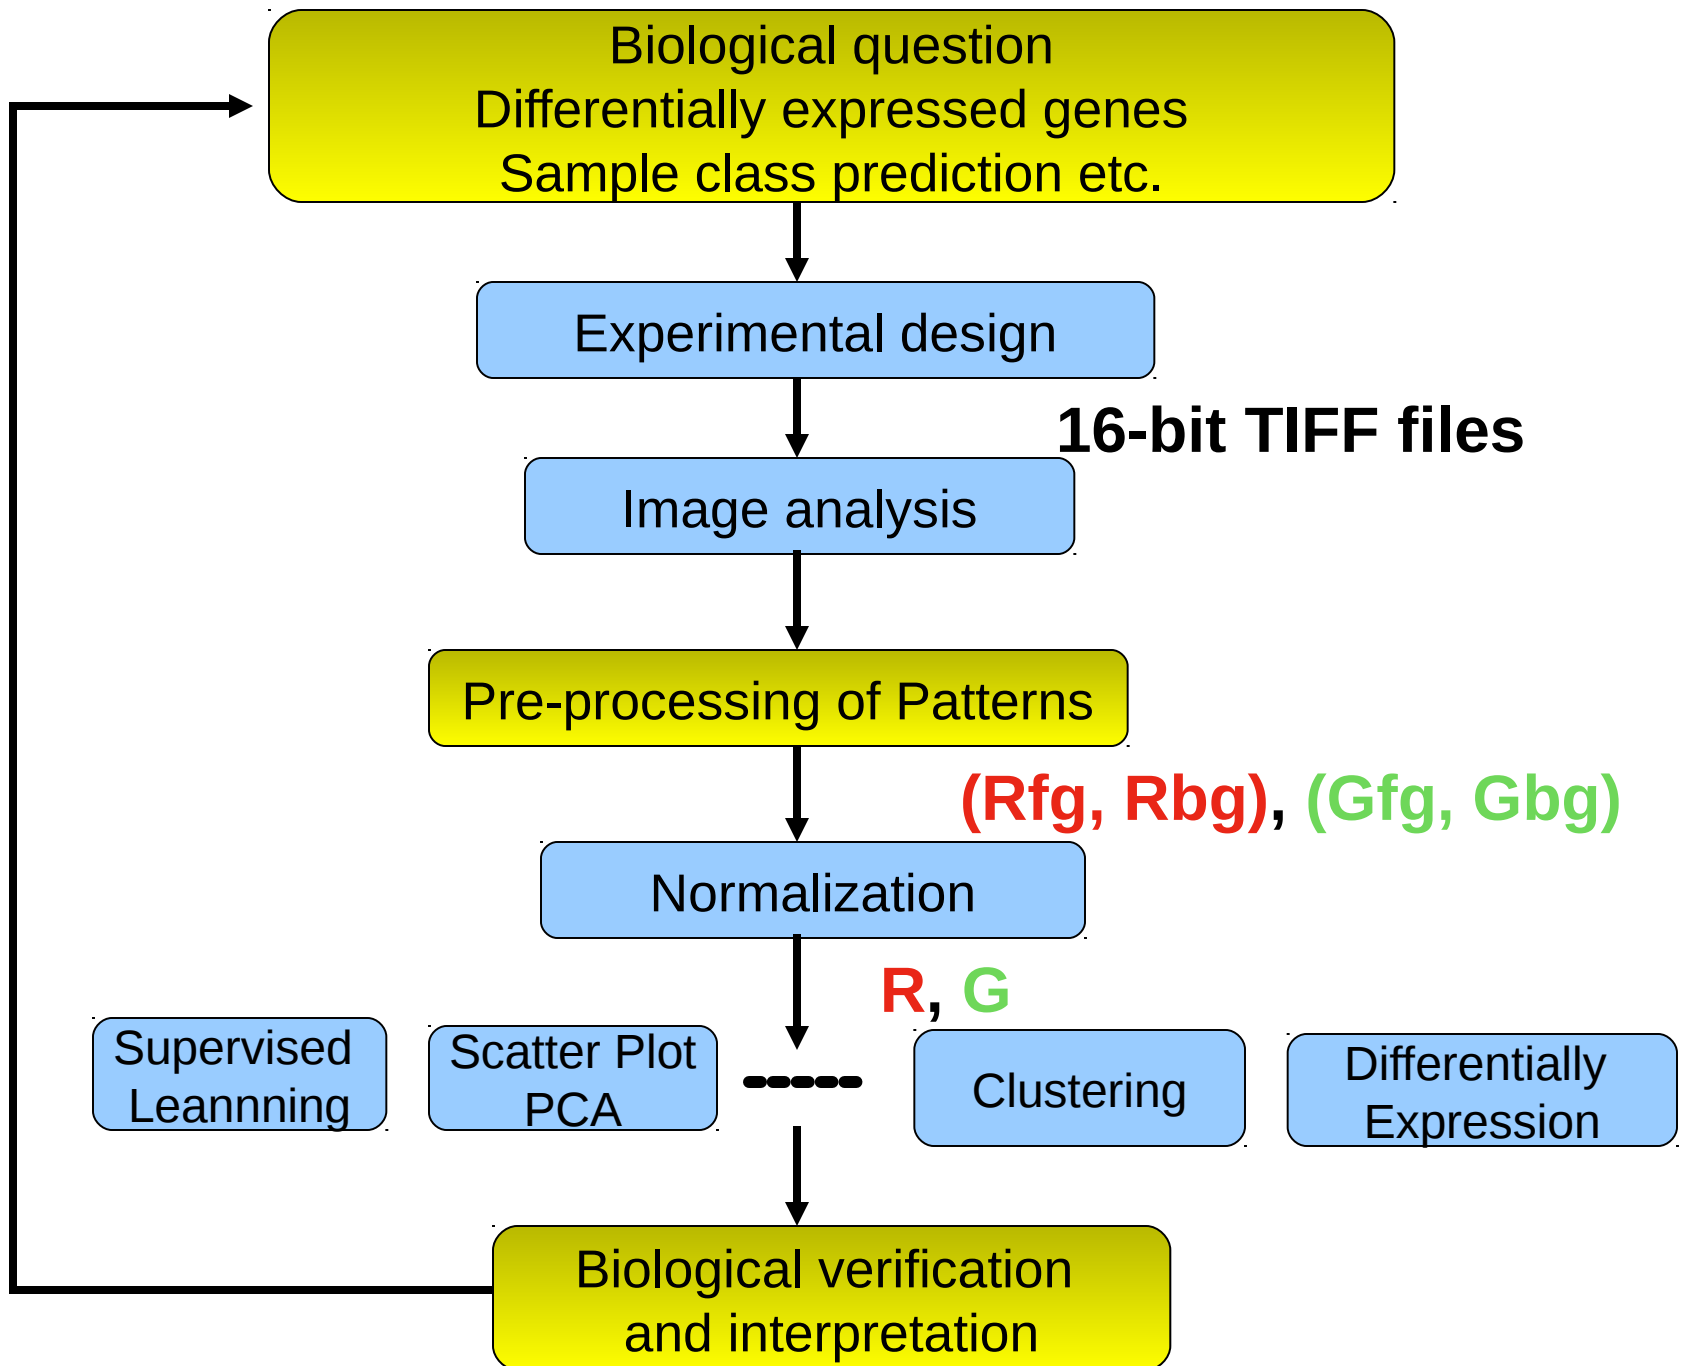 Biological question
Differentially expressed genes
Sample class prediction etc.
Experimental design
16-bit TIFF files
Image analysis
Pre-processing of Patterns
(Rfg, Rbg), (Gfg, Gbg)
Normalization
R, G
Supervised
Leannning
Scatter Plot
PCA
Clustering
Differentially
Expression
Biological verification
and interpretation